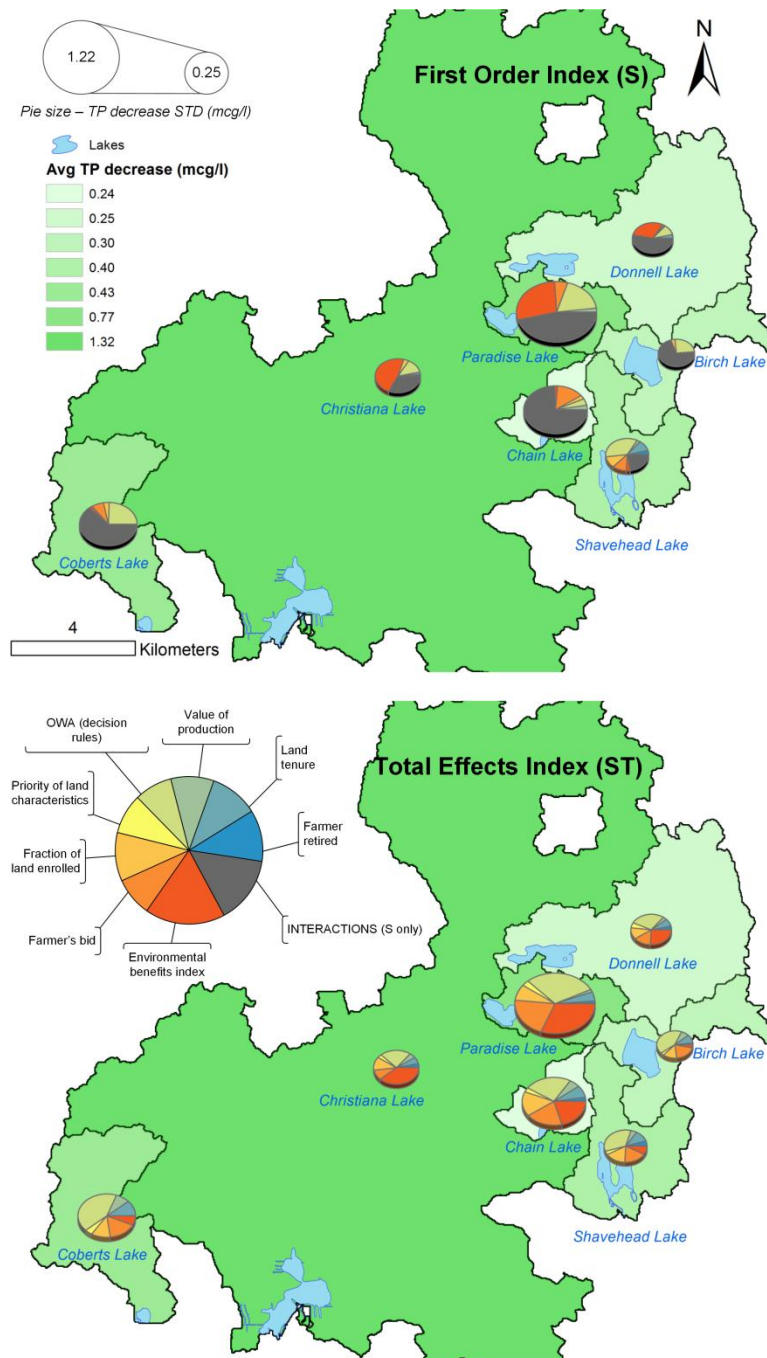 1.22
0.25
Pie size – TP decrease STD (mcg/l)
Lakes
Avg TP decrease (mcg/l)
0.24
0.25
0.30
0.40
0.43
0.77
1.32
First Order Index (S)
N
Donnell Lake
Paradise Lake
Birch Lake
Christiana Lake
Chain Lake
Shavehead Lake
Coberts Lake
4
Kilometers
OWA (decision
rules)
Value of
production
Land
tenure
Priority of land
characteristics
Farmer
retired
Fraction of
land enrolled
INTERACTIONS (S only)
Farmer's bid
Environmental
benefits index
Total Effects Index (ST)
Donnell Lake
Paradise Lake
Birch Lake
Christiana Lake
Chain Lake
Shavehead Lake
Coberts Lake